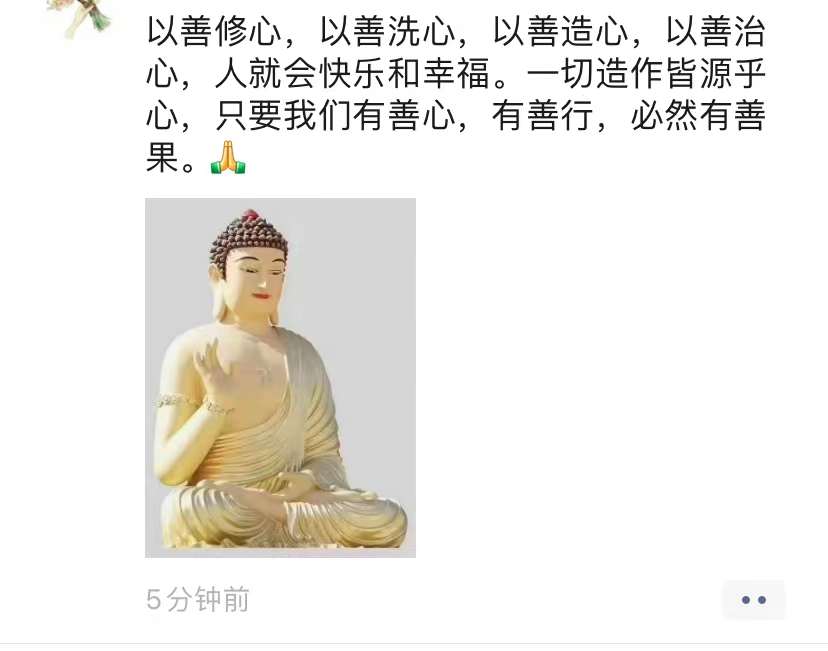 以善修心，以善洗心，以善造心，以善治
心，人就会快乐和幸福。一切造作皆源乎
心，只要我们有善心，有善行，必然有善
果。🙏
5分钟前